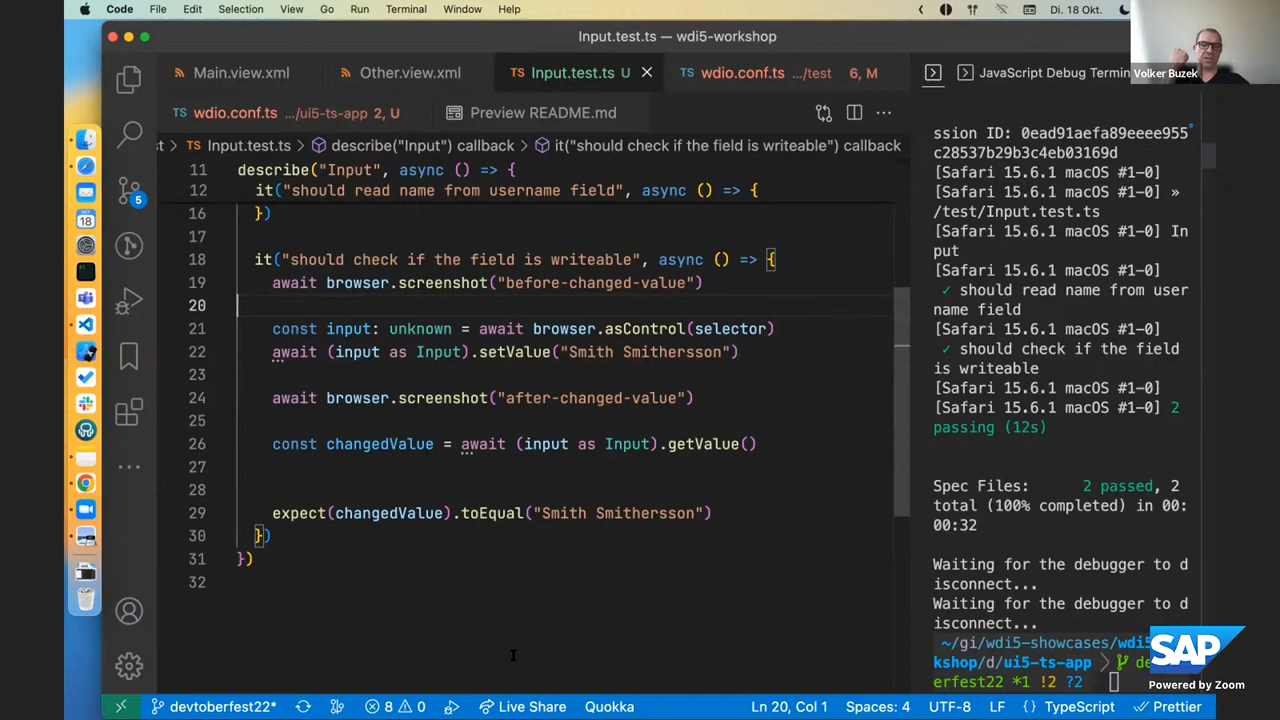 Code File Edit Selection View Go Run Terminal Window Help Di. 18 Okt.
Input.test.ts — wdi5-workshop
Volker Buzek
Main.view.xml Other.view.xml TS Input.test.ts U TS wdio.conf.ts .../test 6, M JavaScript Debug Termin
TS wdio.conf.ts .../ui5-ts-app 2, U Preview README.md
st TS Input.test.ts describe("Input") callback it("should check if the field is writeable") callback
11 describe("Input", async () => {
12 it("should read name from username field", async () => {
16 })
17
18 it("should check if the field is writeable", async () => {
19 await browser.screenshot("before-changed-value")
20
21 const input: unknown = await browser.asControl(selector)
22 await (input as Input).setValue("Smith Smithersson")
23
24 await browser.screenshot("after-changed-value")
25
26 const changedValue = await (input as Input).getValue()
27
28
29 expect(changedValue).toEqual("Smith Smithersson")
30 })
31 })
32
ssion ID: 0ead91aefa89eeee955
c28537b29b3c4eb03169d
[Safari 15.6.1 macOS #1-0]
[Safari 15.6.1 macOS #1-0] »
/test/Input.test.ts
[Safari 15.6.1 macOS #1-0] In
put
[Safari 15.6.1 macOS #1-0]
✓ should read name from user
name field
[Safari 15.6.1 macOS #1-0]
✓ should check if the field
is writeable
[Safari 15.6.1 macOS #1-0]
[Safari 15.6.1 macOS #1-0] 2
passing (12s)
Spec Files: 2 passed, 2
total (100% completed) in 00:
00:32
Waiting for the debugger to d
isconnect...
Waiting for the debugger to d
isconnect...
~/gi/wdi5-showcases/wdi5
kshop/d/ui5-ts-app de
erfest22 *1 !2 ?2
5
18
SAP
Powered by Zoom
devtoberfest22* 8 0 Live Share Quokka Ln 20, Col 1 Spaces: 4 UTF-8 LF {} TypeScript Prettier